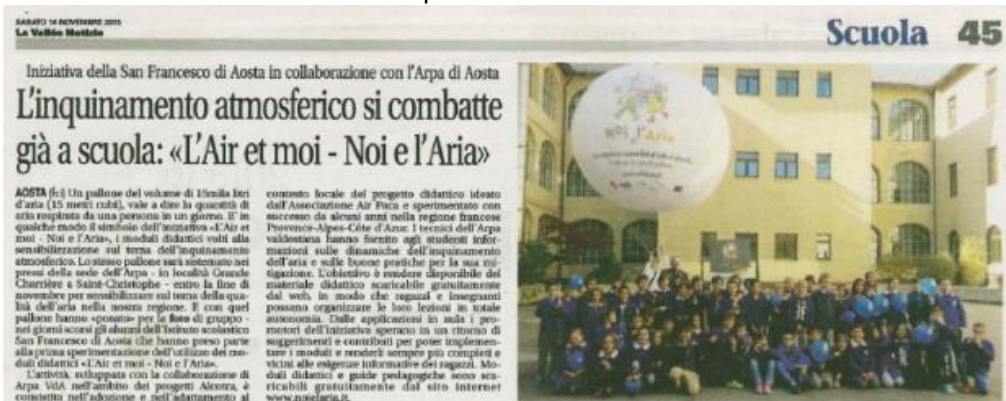 SABATO 14 NOVEMBRE 2015
La Vallée Notizie
Scuola 45
Iniziativa della San Francesco di Aosta in collaborazione con l'Arpa di Aosta
L'inquinamento atmosferico si combatte
già a scuola: «L'Air et moi - Noi e l'Aria»
AOSTA (fci) Un pallone del volume di 15mila litri
d'aria (15 metri cubi), vale a dire la quantità di
aria respirata da una persona in un giorno. E' in
qualche modo il simbolo dell'iniziativa «L'Air et
moi - Noi e l'Aria», i moduli didattici volti alla
sensibilizzazione sul tema dell'inquinamento
atmosferico. Lo stesso pallone sarà sistemato nei
pressi della sede dell'Arpa - in località Grande
Charrière a Saint-Christophe - entro la fine di
novembre per sensibilizzare sul tema della qua-
lità dell'aria nella nostra regione. E con quel
pallone hanno «posato» per la foto di gruppo -
nei giorni scorsi gli alunni dell'Istituto scolastico
San Francesco di Aosta che hanno preso parte
alla prima sperimentazione dell'utilizzo dei mo-
duli didattici «L'Air et moi - Noi e l'Aria».
L'attività, sviluppata con la collaborazione di
Arpa VdA nell'ambito dei progetti Alcotra, è
consistita nell'adozione e nell'adattamento al
contesto locale del progetto didattico ideato
dall'Associazione Air Paca e sperimentato con
successo da alcuni anni nella regione francese
Provence-Alpes-Côte d'Azur. I tecnici dell'Arpa
valdostana hanno fornito agli studenti infor-
mazioni sulle dinamiche dell'inquinamento
dell'aria e sulle buone pratiche per la sua mi-
tigazione. L'obiettivo è rendere disponibile del
materiale didattico scaricabile gratuitamente
dal web, in modo che ragazzi e insegnanti
possano organizzare le loro lezioni in totale
autonomia. Dalle applicazioni in aula i pro-
motori dell'iniziativa sperano in un ritorno di
suggerimenti e contributi per poter implemen-
tare i moduli e renderli sempre più completi e
vicini alle esigenze informative dei ragazzi. Mo-
duli didattici e guide pedagogiche sono sca-
ricabili gratuitamente dal sito internet
www.noielaria.it.
Noi e l'Aria